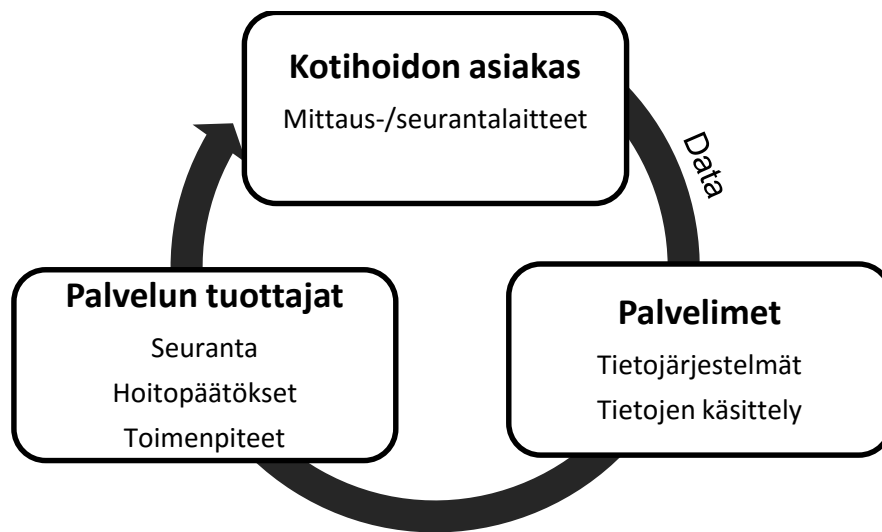 Kotihoidon asiakas
Mittaus-/seurantalaitteet
Data
Palvelun tuottajat
Seuranta
Hoitopäätökset
Toimenpiteet
Palvelimet
Tietojärjestelmät
Tietojen käsittely